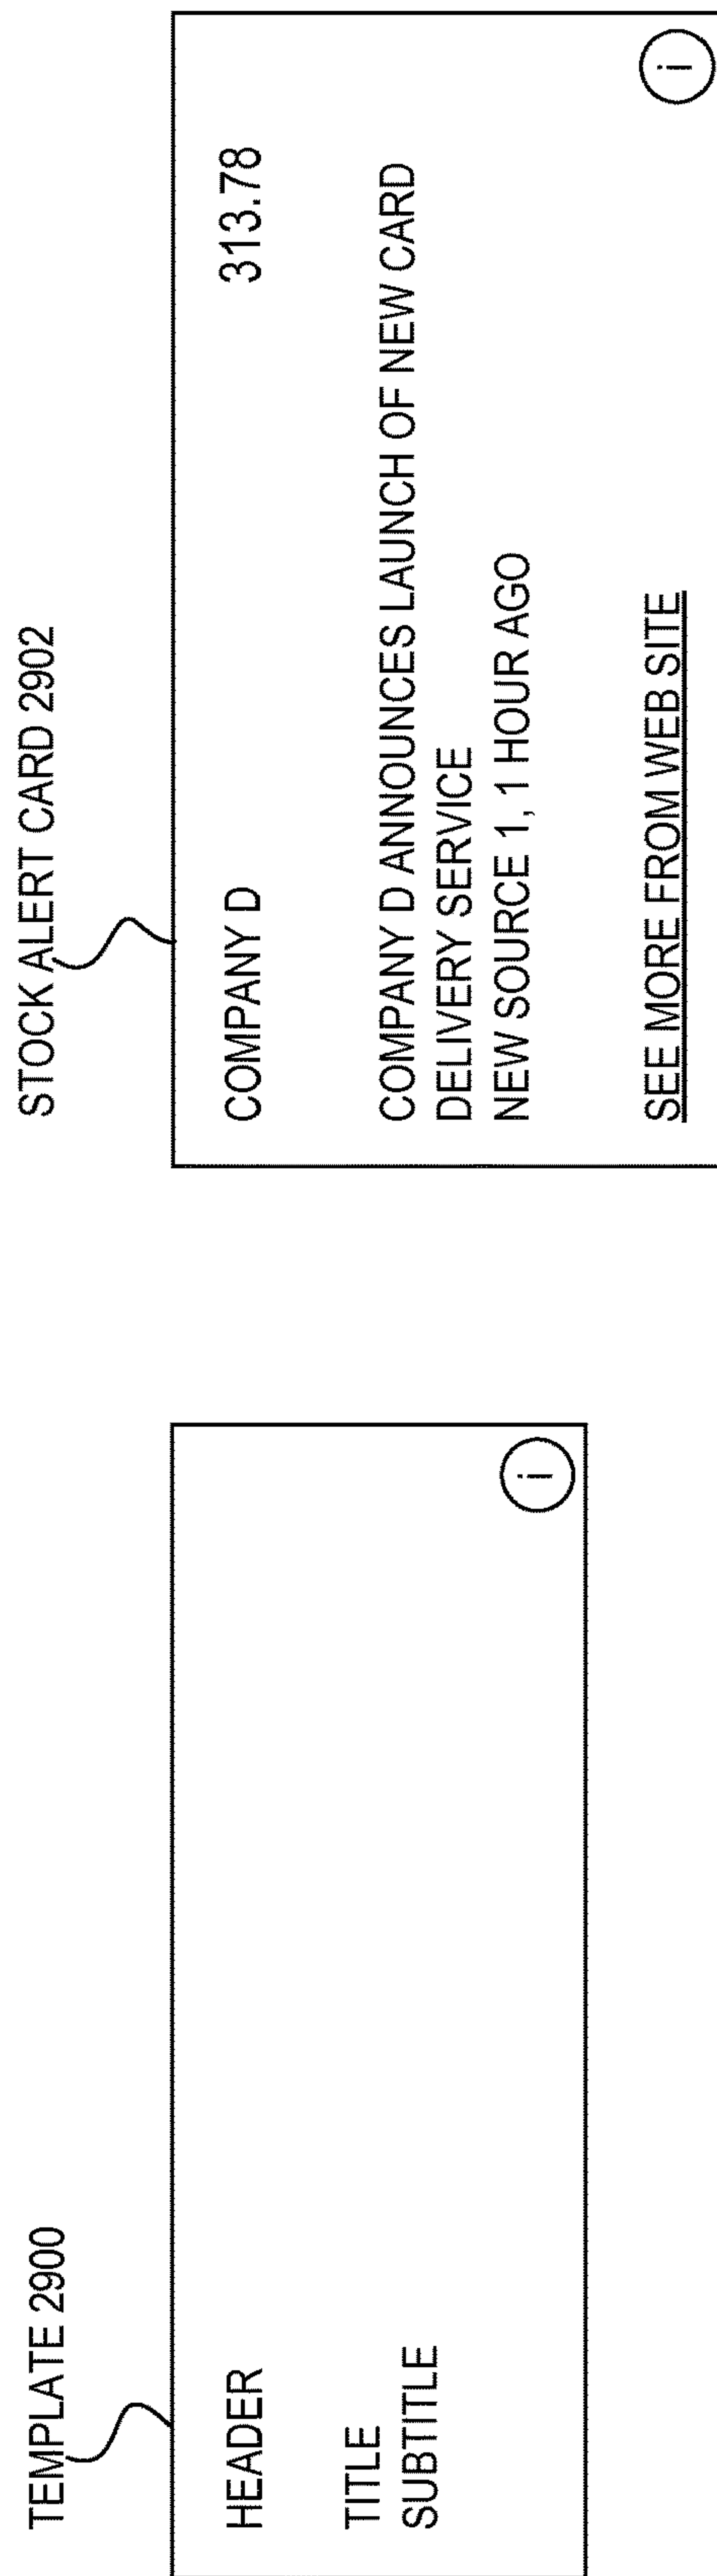 TEMPLATE 2900
HEADER
TITLE
SUBTITLE
i
STOCK ALERT CARD 2902
COMPANY D 313.78
COMPANY D ANNOUNCES LAUNCH OF NEW CARD
DELIVERY SERVICE
NEW SOURCE 1, 1 HOUR AGO
SEE MORE FROM WEB SITE
i